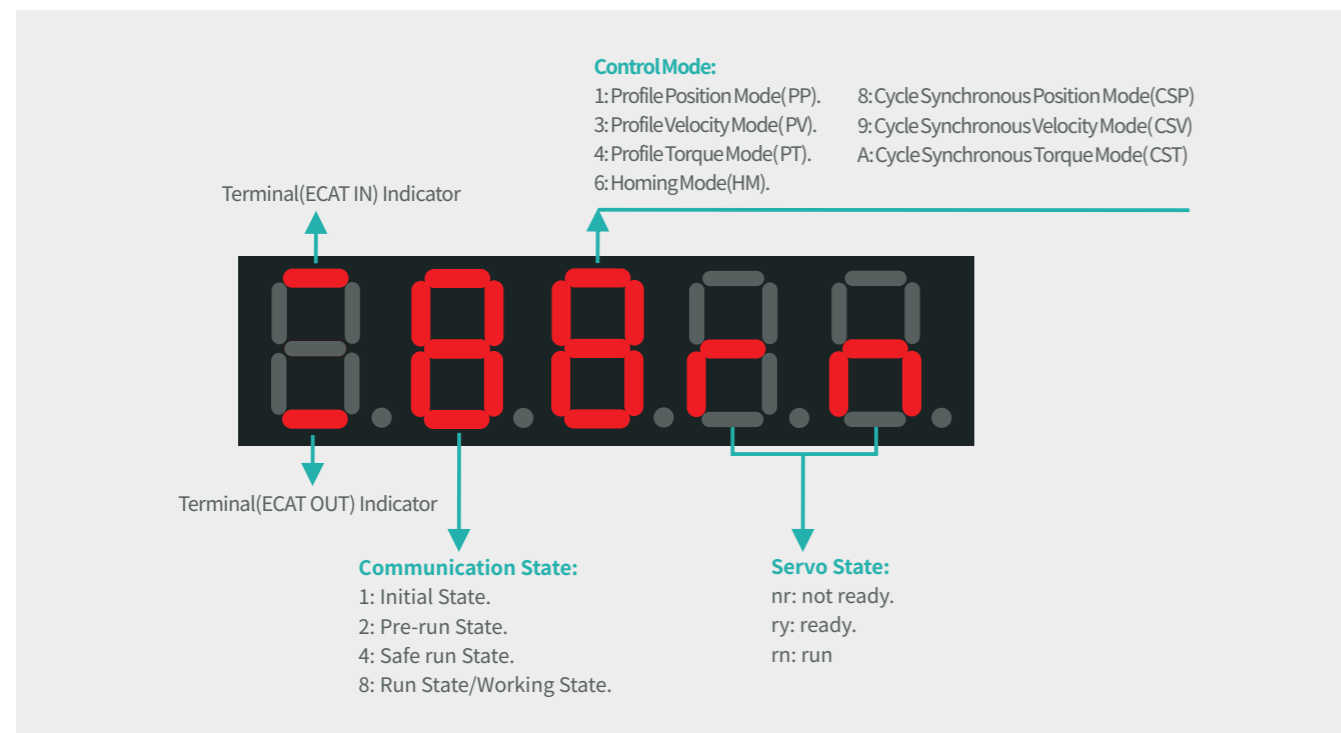 Control Mode:
1: Profile Position Mode( PP).
3: Profile Velocity Mode( PV).
4: Profile Torque Mode( PT).
6: Homing Mode(HM).
8: Cycle Synchronous Position Mode(CSP)
9: Cycle Synchronous Velocity Mode(CSV)
A: Cycle Synchronous Torque Mode( CST)
Terminal(ECAT IN) Indicator
88rn
Terminal(ECAT OUT) Indicator
Communication State:
1: Initial State.
2: Pre-run State.
4: Safe run State.
8: Run State/Working State.
Servo State:
nr: not ready.
ry: ready.
rn: run